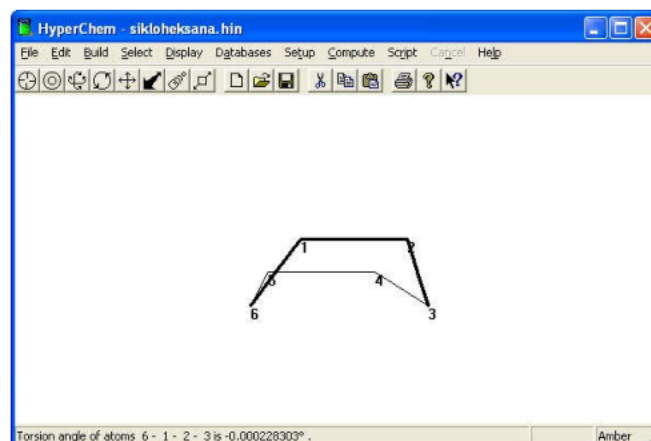 HyperChem - sikloheksana.hin
File Edit Build Select Display Databases Setup Compute Script Cancel Help
1 2
5 4
6 3
Torsion angle of atoms 6 - 1 - 2 - 3 is -0.000228303° .
Amber